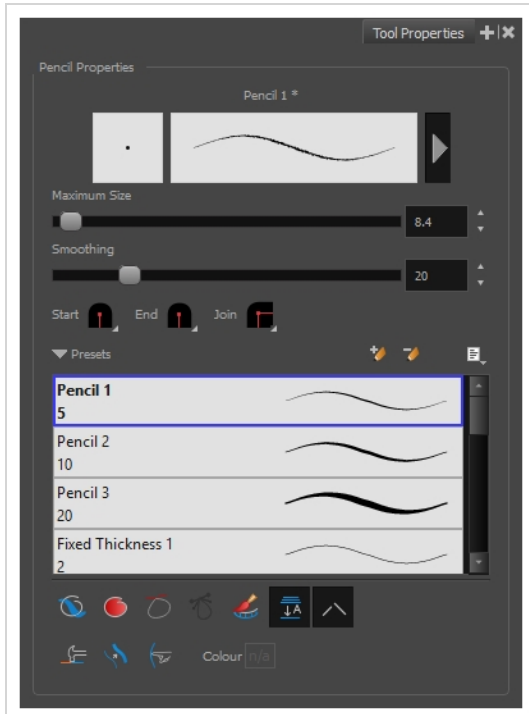 Tool Properties
Pencil Properties
Pencil 1 *
Maximum Size
8.4
Smoothing
20
Start End Join
Presets
Pencil 1
5
Pencil 2
10
Pencil 3
20
Fixed Thickness 1
2
A
Colour n/a